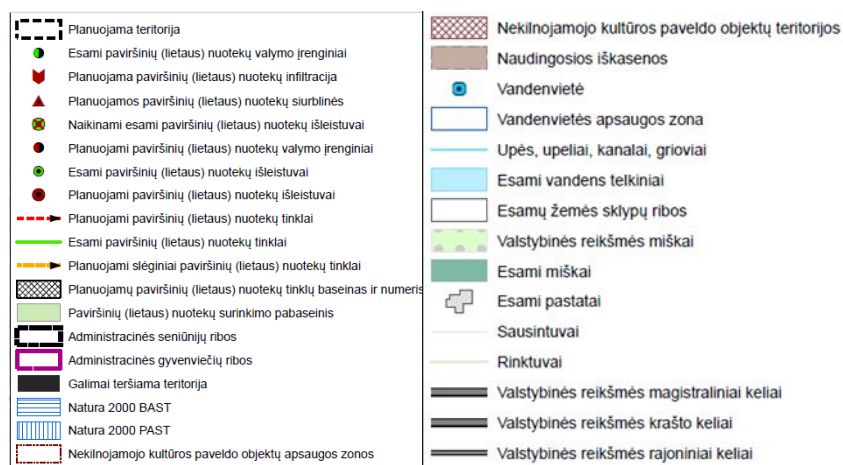 Planuojama teritorija
Esami paviršinių (lietaus) nuotekų valymo įrenginiai
Planuojama paviršinių (lietaus) nuotekų infiltracija
Planuojamos paviršinių (lietaus) nuotekų siurblinės
Naikinami esami paviršinių (lietaus) nuotekų išleistuvai
Planuojami paviršinių (lietaus) nuotekų valymo įrenginiai
Esami paviršinių (lietaus) nuotekų išleistuvai
Planuojami paviršinių (lietaus) nuotekų išleistuvai
Planuojami paviršinių (lietaus) nuotekų tinklai
Esami paviršinių (lietaus) nuotekų tinklai
Planuojami slėginiai paviršinių (lietaus) nuotekų tinklai
Planuojamų paviršinių (lietaus) nuotekų tinklų baseinas ir numeris
Paviršinių (lietaus) nuotekų surinkimo pabaseinis
Administracinės seniūnijų ribos
Administracinės gyvenviečių ribos
Galimai teršiama teritorija
Natura 2000 BAST
Natura 2000 PAST
Nekilnojamojo kultūros paveldo objektų apsaugos zonos
Nekilnojamojo kultūros paveldo objektų teritorijos
Naudingosios iškasenos
Vandenvietė
Vandenvietės apsaugos zona
Upės, upeliai, kanalai, grioviai
Esami vandens telkiniai
Esamų žemės sklypų ribos
Valstybinės reikšmės miškai
Esami miškai
Esami pastatai
Sausintuvai
Rinktuvai
Valstybinės reikšmės magistraliniai keliai
Valstybinės reikšmės krašto keliai
Valstybinės reikšmės rajoniniai keliai